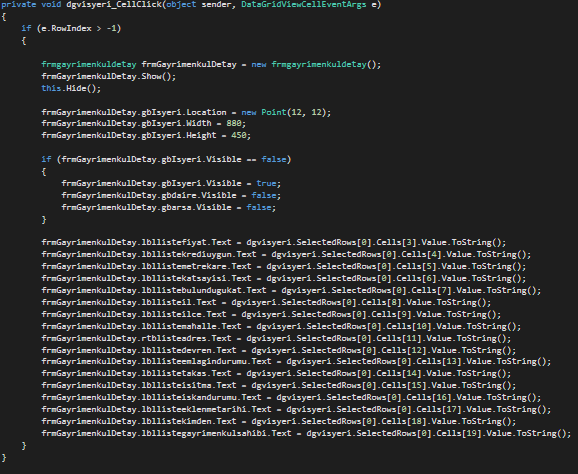 private void dgvisyeri_CellClick(object sender, DataGridViewCellEventArgs e)
{
if (e.RowIndex > -1)
{
frmgayrimenkuldetay frmGayrimenkulDetay = new frmgayrimenkuldetay();
frmGayrimenkulDetay.Show();
this.Hide();
frmGayrimenkulDetay.gbIsyeri.Location = new Point(12, 12);
frmGayrimenkulDetay.gbIsyeri.Width = 880;
frmGayrimenkulDetay.gbIsyeri.Height = 450;
if (frmGayrimenkulDetay.gbIsyeri.Visible == false)
{
frmGayrimenkulDetay.gbIsyeri.Visible = true;
frmGayrimenkulDetay.gbdaire.Visible = false;
frmGayrimenkulDetay.gbarsa.Visible = false;
}
frmGayrimenkulDetay.lbllistefiyat.Text = dgvisyeri.SelectedRows[0].Cells[3].Value.ToString();
frmGayrimenkulDetay.lbllistekrediuygun.Text = dgvisyeri.SelectedRows[0].Cells[4].Value.ToString();
frmGayrimenkulDetay.lbllistemetrekare.Text = dgvisyeri.SelectedRows[0].Cells[5].Value.ToString();
frmGayrimenkulDetay.lbllistekatsayisi.Text = dgvisyeri.SelectedRows[0].Cells[6].Value.ToString();
frmGayrimenkulDetay.lbllistebulundugukat.Text = dgvisyeri.SelectedRows[0].Cells[7].Value.ToString();
frmGayrimenkulDetay.lbllisteil.Text = dgvisyeri.SelectedRows[0].Cells[8].Value.ToString();
frmGayrimenkulDetay.lbllisteilce.Text = dgvisyeri.SelectedRows[0].Cells[9].Value.ToString();
frmGayrimenkulDetay.lbllistemahalle.Text = dgvisyeri.SelectedRows[0].Cells[10].Value.ToString();
frmGayrimenkulDetay.rtblisteadres.Text = dgvisyeri.SelectedRows[0].Cells[11].Value.ToString();
frmGayrimenkulDetay.lbllistedevren.Text = dgvisyeri.SelectedRows[0].Cells[12].Value.ToString();
frmGayrimenkulDetay.lbllisteemlagindurumu.Text = dgvisyeri.SelectedRows[0].Cells[13].Value.ToString();
frmGayrimenkulDetay.lbllistetakas.Text = dgvisyeri.SelectedRows[0].Cells[14].Value.ToString();
frmGayrimenkulDetay.lbllisteisitma.Text = dgvisyeri.SelectedRows[0].Cells[15].Value.ToString();
frmGayrimenkulDetay.lbllisteiskandurumu.Text = dgvisyeri.SelectedRows[0].Cells[16].Value.ToString();
frmGayrimenkulDetay.lbllisteeklenmetarihi.Text = dgvisyeri.SelectedRows[0].Cells[17].Value.ToString();
frmGayrimenkulDetay.lbllistekimden.Text = dgvisyeri.SelectedRows[0].Cells[18].Value.ToString();
frmGayrimenkulDetay.lbllistegayrimenkulsahibi.Text = dgvisyeri.SelectedRows[0].Cells[19].Value.ToString();
}
}